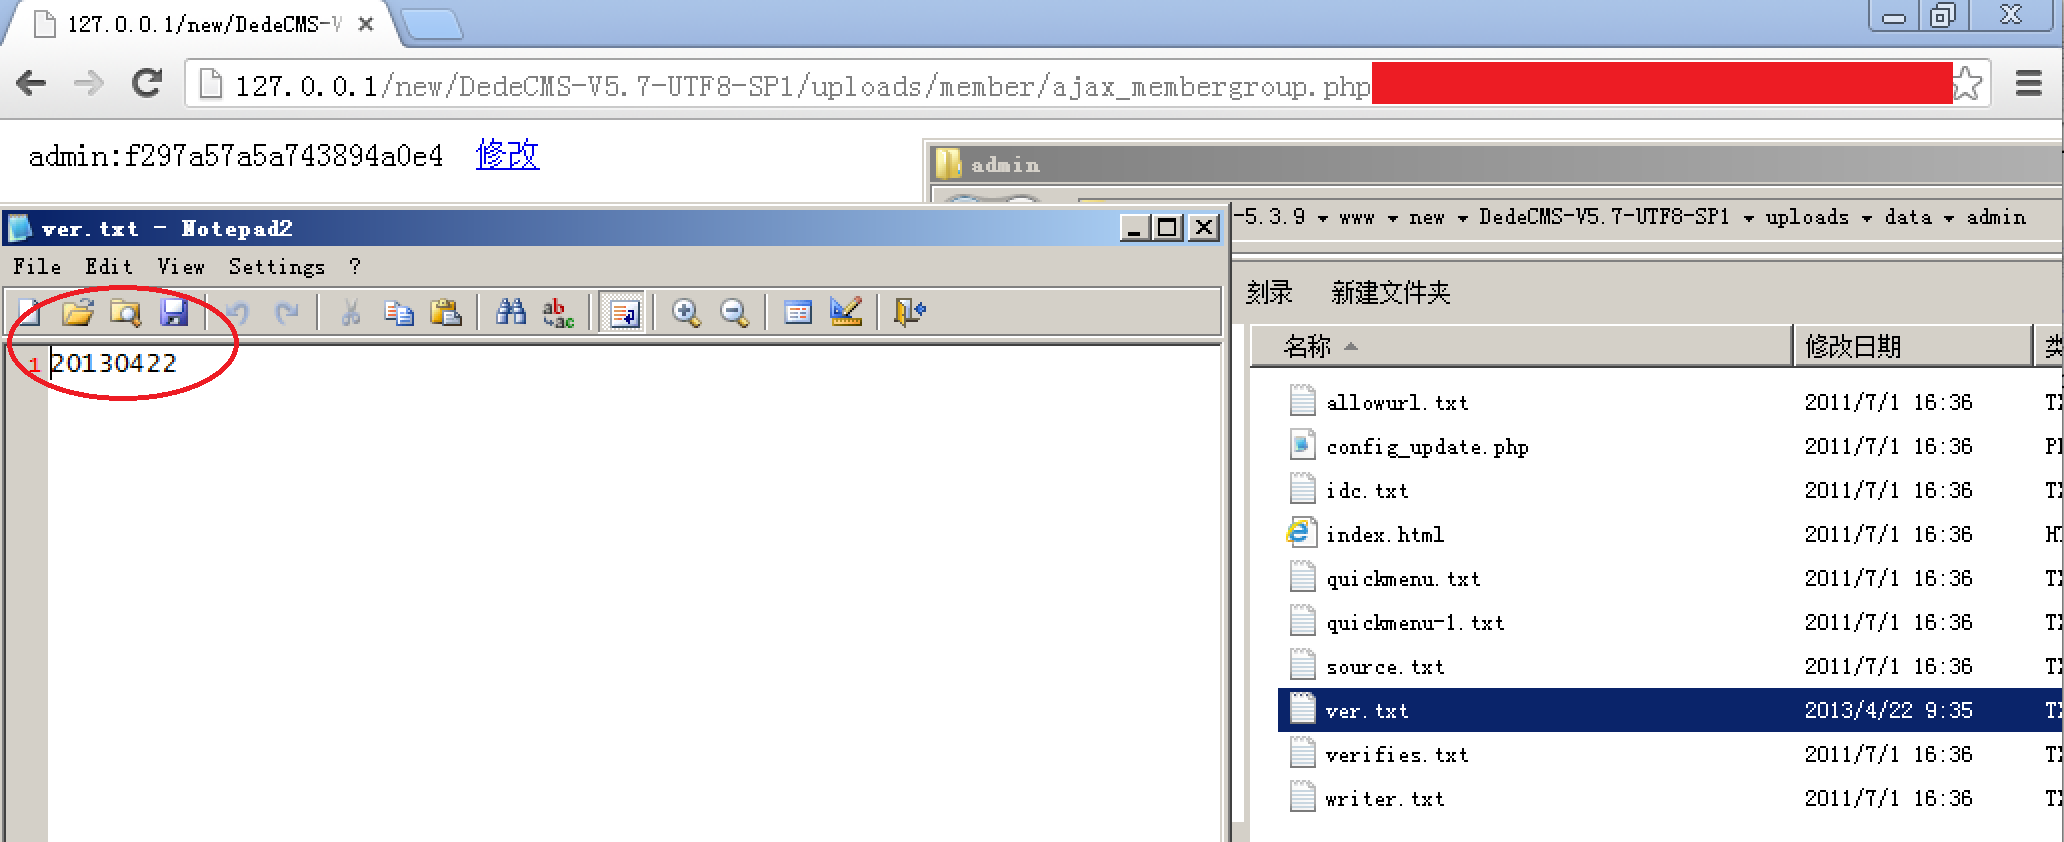 127.0.0.1/new/DedeCMS-V
127.0.0.1/new/DedeCMS-V5.7-UTF8-SP1/uploads/member/ajax_membergroup.php
admin:f297a57a5a743894a0e4 修改
admin
-5.3.9 www new DedeCMS-V5.7-UTF8-SP1 uploads data admin
ver.txt - Notepad2
File Edit View Settings ?
1 20130422
刻录 新建文件夹
名称 修改日期 类
allowurl.txt 2011/7/1 16:36
config_update.php 2011/7/1 16:36
idc.txt 2011/7/1 16:36
index.html 2011/7/1 16:36
quickmenu.txt 2011/7/1 16:36
quickmenu-1.txt 2011/7/1 16:36
source.txt 2011/7/1 16:36
ver.txt 2013/4/22 9:35
verifies.txt 2011/7/1 16:36
writer.txt 2011/7/1 16:36